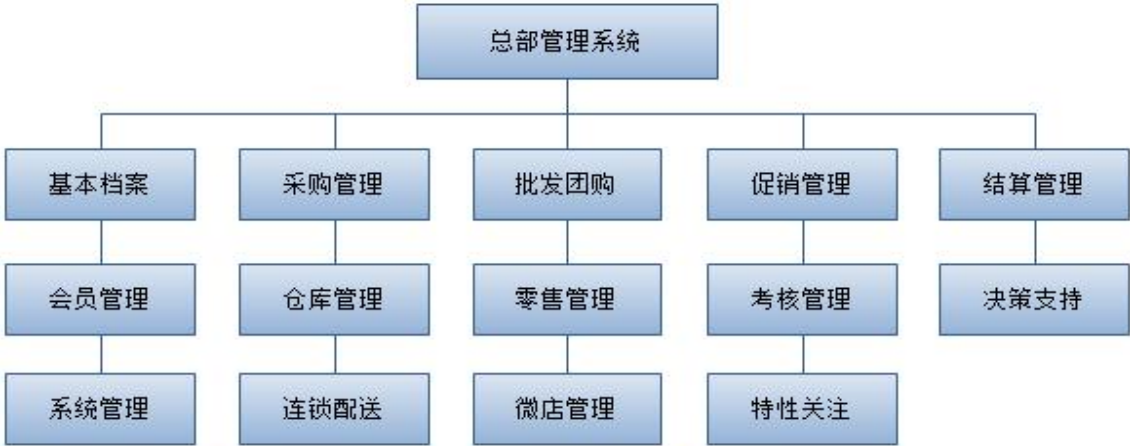 总部管理系统
基本档案
采购管理
批发团购
促销管理
结算管理
会员管理
仓库管理
零售管理
考核管理
决策支持
系统管理
连锁配送
微店管理
特性关注